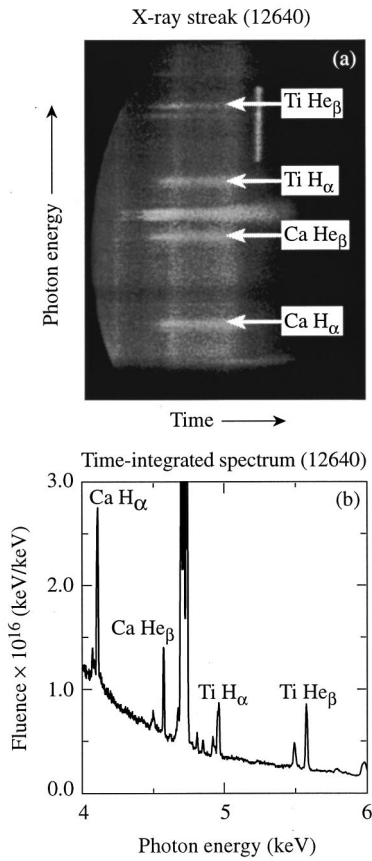 X-ray streak (12640)
(a)
Ti Heβ
Ti Hα
Ca Heβ
Ca Hα
Photon energy
Time
Time-integrated spectrum (12640)
(b)
3.0
2.0
1.0
0.0
Ca Hα
Ca Heβ
Ti Hα
Ti Heβ
Fluence × 10¹⁶ (keV/keV)
4 5 6
Photon energy (keV)